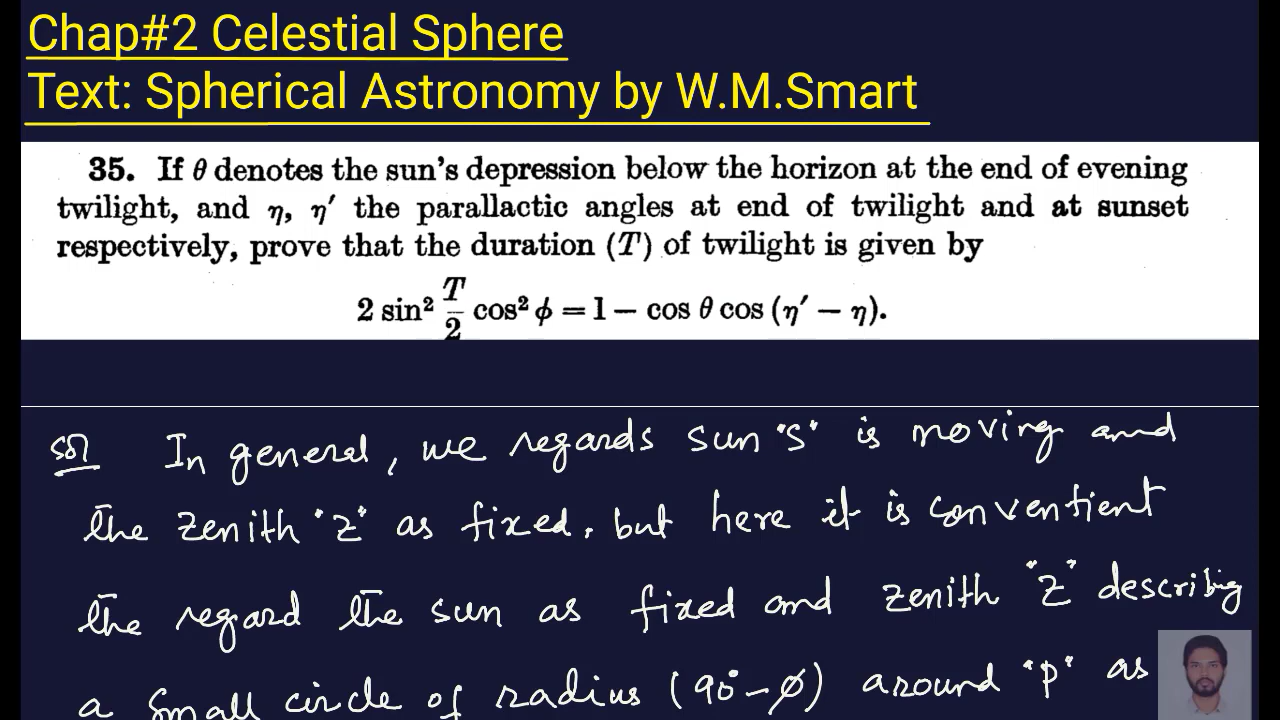 Chap#2 Celestial Sphere
Text: Spherical Astronomy by W.M.Smart
35. If θ denotes the sun's depression below the horizon at the end of evening
twilight, and η, η′ the parallactic angles at end of twilight and at sunset
respectively, prove that the duration (T) of twilight is given by
2 sin² T/2 cos² ϕ = 1 − cos θ cos (η′ − η).
Sol In general, we regards sun "S" is moving and
the zenith "Z" as fixed. but here it is conventient
the regard the sun as fixed and zenith "Z" describing
a small circle of radius (90°-ϕ) around "P" as